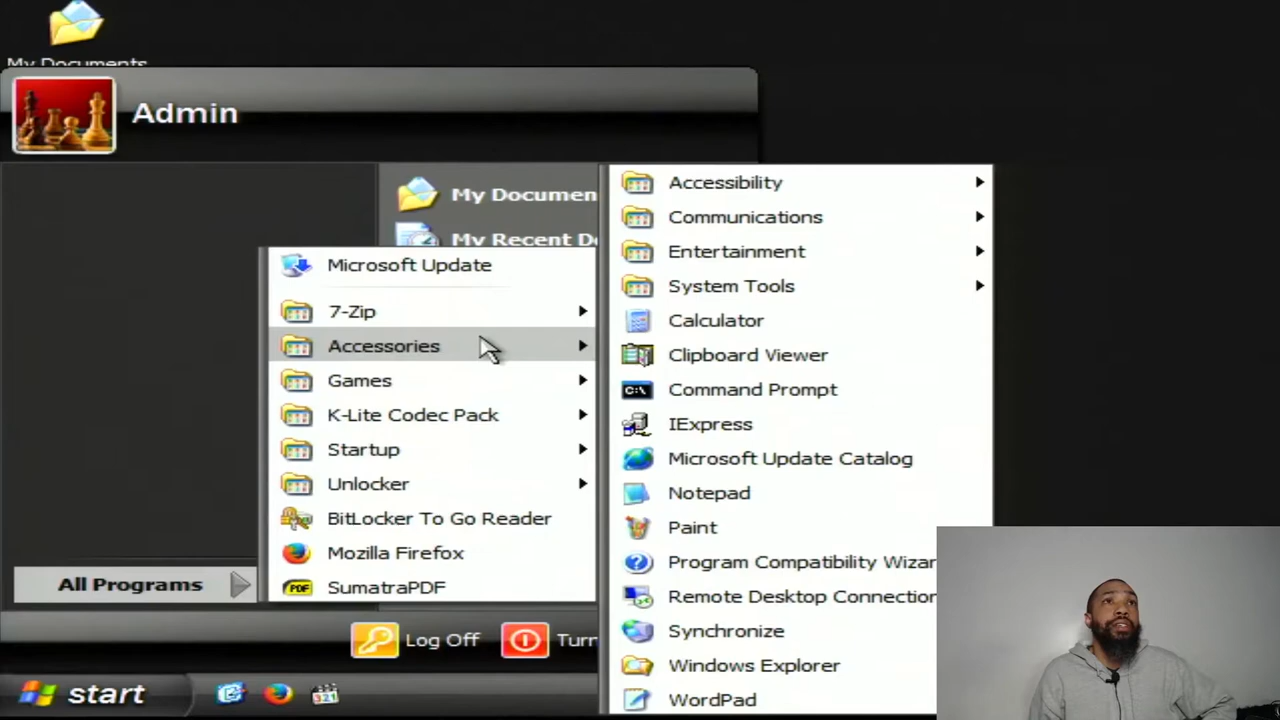 My Documents
Admin
My Documen
My Recent D
Microsoft Update
7-Zip
Accessories
Games
K-Lite Codec Pack
Startup
Unlocker
BitLocker To Go Reader
Mozilla Firefox
PDF
SumatraPDF
All Programs
Accessibility
Communications
Entertainment
System Tools
Calculator
Clipboard Viewer
C:\
Command Prompt
IExpress
Microsoft Update Catalog
Notepad
Paint
Program Compatibility Wizar
Remote Desktop Connection
Synchronize
Windows Explorer
WordPad
Log Off
Turn
start
321